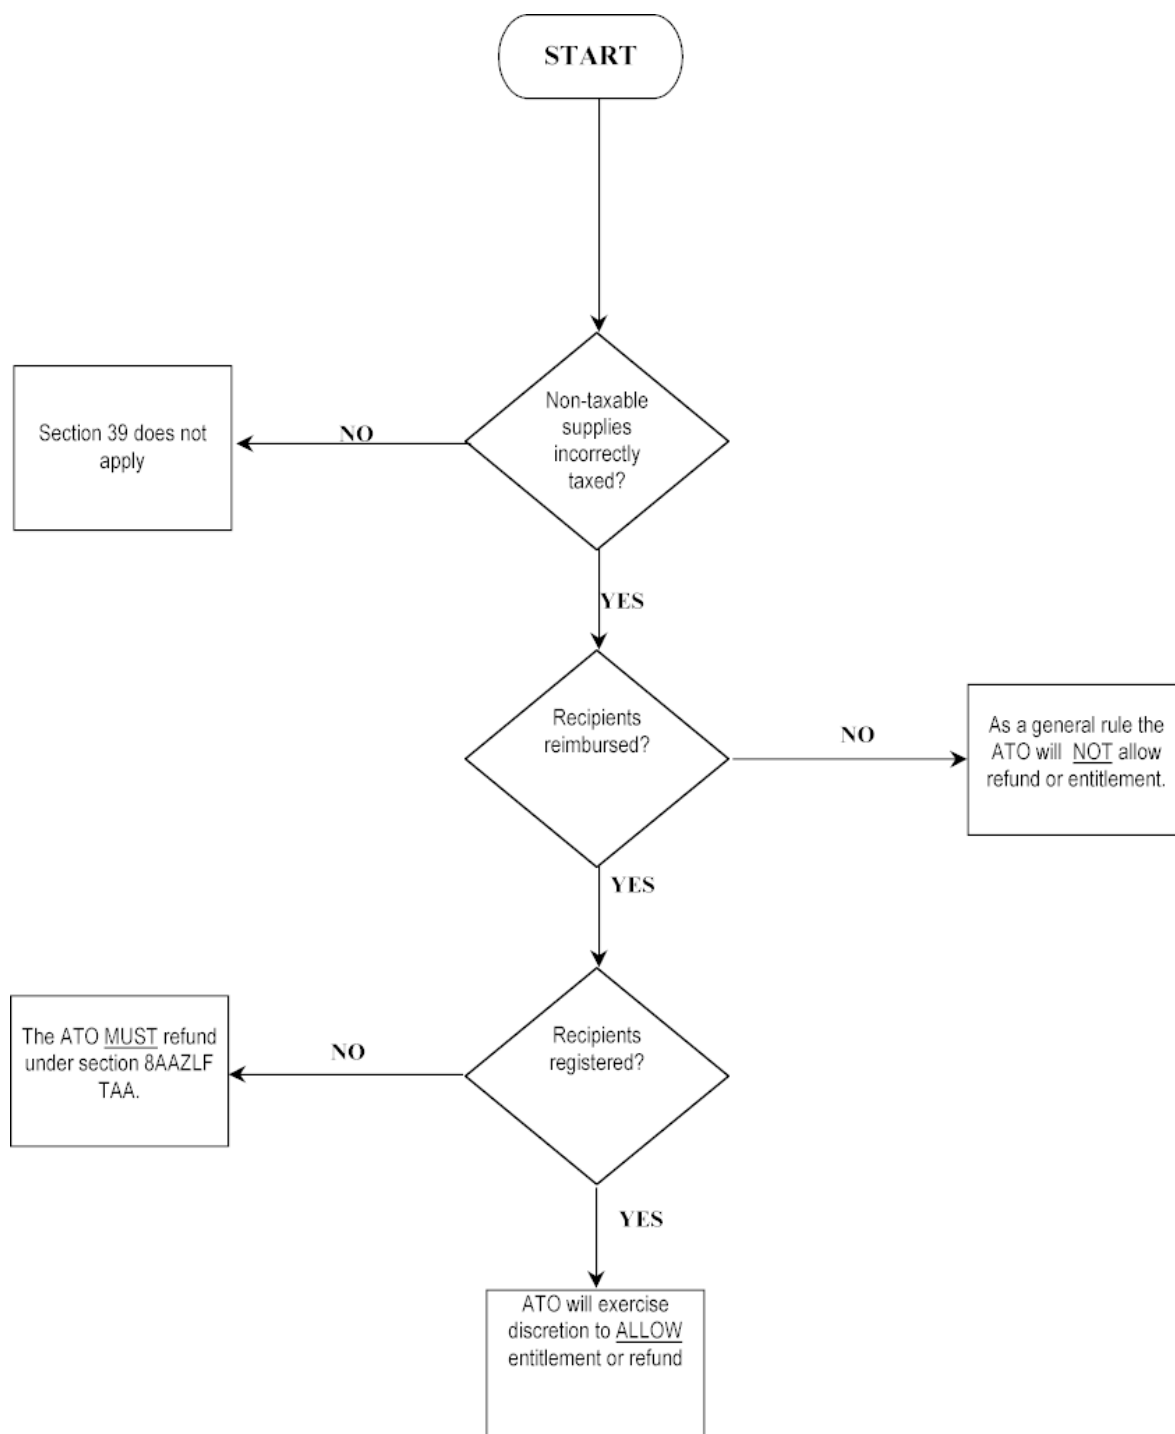 START
Non-taxable
supplies
incorrectly
taxed?
NO
Section 39 does not
apply
YES
Recipients
reimbursed?
NO
As a general rule the
ATO will NOT allow
refund or entitlement.
YES
Recipients
registered?
NO
The ATO MUST refund
under section 8AAZLF
TAA.
YES
ATO will exercise
discretion to ALLOW
entitlement or refund